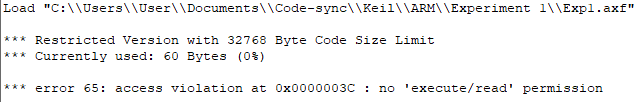 Load "C:\\Users\\User\\Documents\\Code-sync\\Keil\\ARM\\Experiment 1\\Exp1.axf"
*** Restricted Version with 32768 Byte Code Size Limit
*** Currently used: 60 Bytes (0%)
*** error 65: access violation at 0x0000003C : no 'execute/read' permission